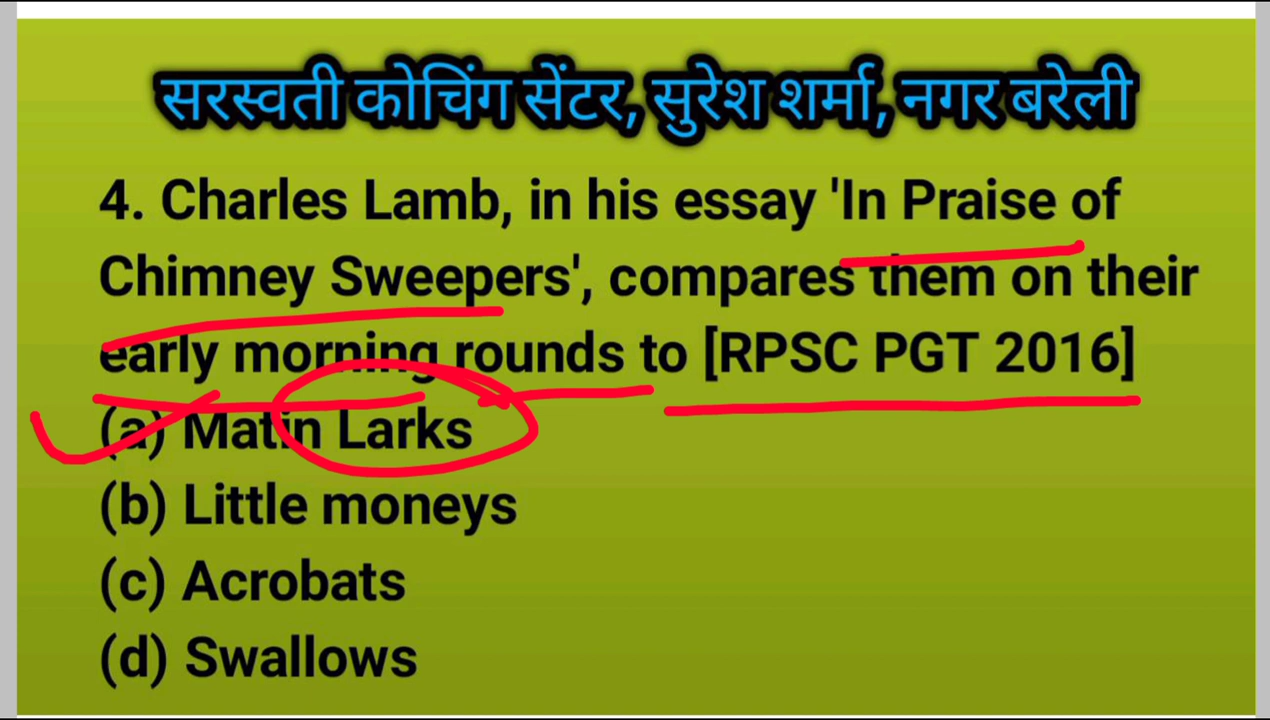 सरस्वती कोचिंग सेंटर, सुरेश शर्मा, नगर बरेली
4. Charles Lamb, in his essay 'In Praise of
Chimney Sweepers', compares them on their
early morning rounds to [RPSC PGT 2016]
(a) Matin Larks
(b) Little moneys
(c) Acrobats
(d) Swallows